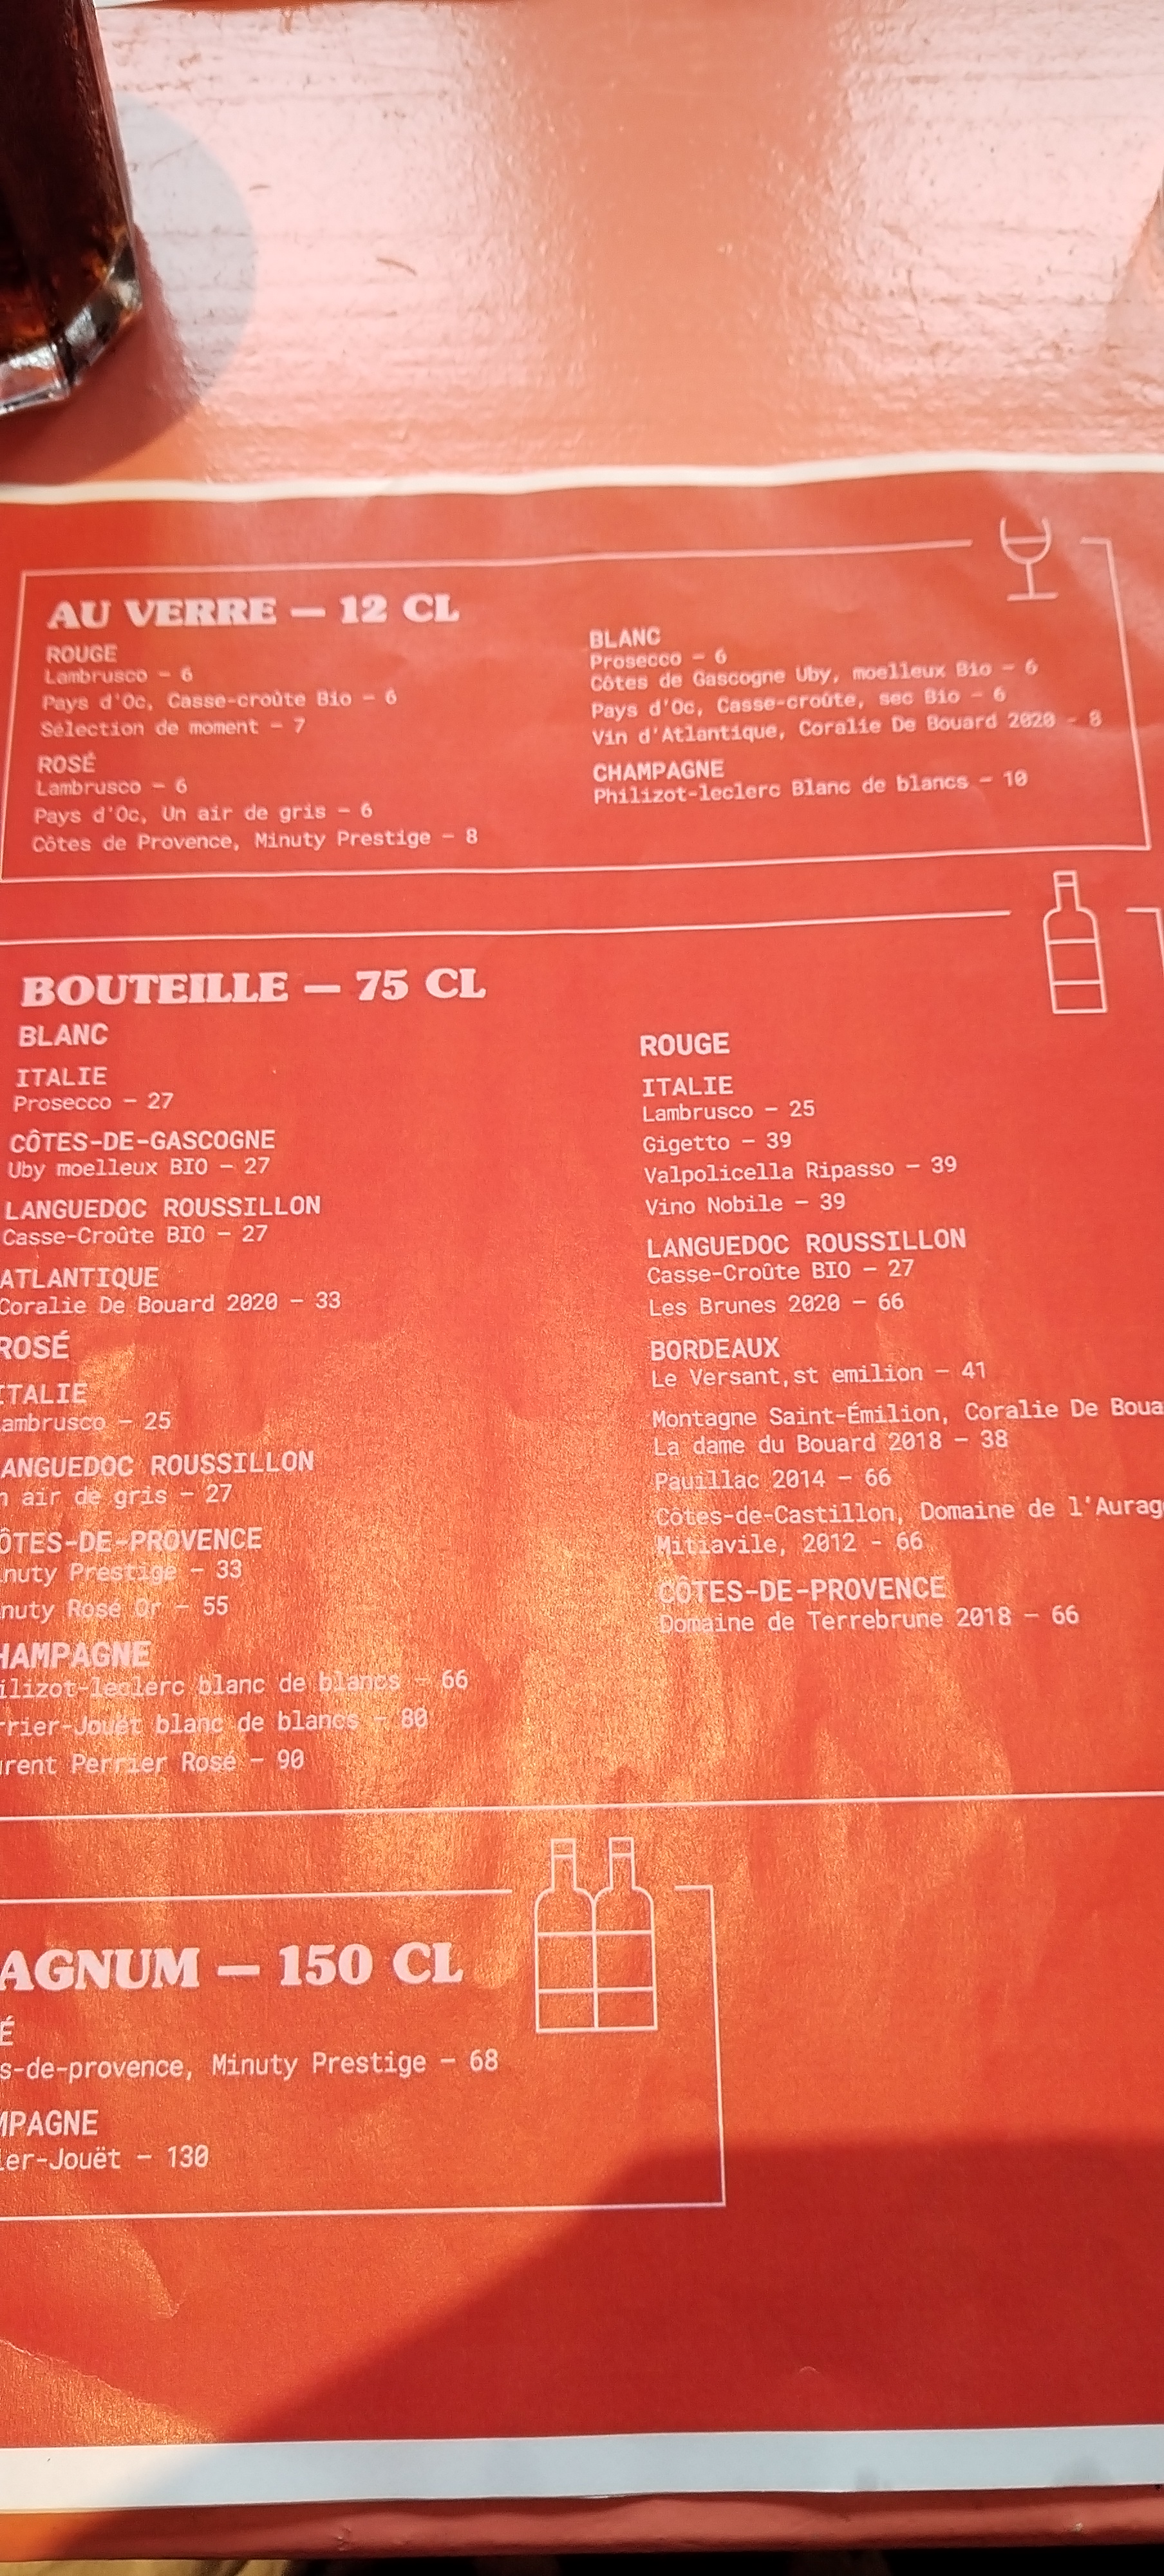 AU VERRE — 12 CL
ROUGE
Lambrusco — 6
Pays d'Oc, Casse-croûte Bio — 6
Sélection de moment — 7
ROSÉ
Lambrusco — 6
Pays d'Oc, Un air de gris — 6
Côtes de Provence, Minuty Prestige — 8
BLANC
Prosecco — 6
Côtes de Gascogne Uby, moelleux Bio — 6
Pays d'Oc, Casse-croûte, sec Bio — 6
Vin d'Atlantique, Coralie De Bouard 2020 - 8
CHAMPAGNE
Philizot-leclerc Blanc de blancs — 10
BOUTEILLE — 75 CL
BLANC
ITALIE
Prosecco — 27
CÔTES-DE-GASCOGNE
Uby moelleux BIO — 27
LANGUEDOC ROUSSILLON
Casse-Croûte BIO — 27
ATLANTIQUE
Coralie De Bouard 2020 — 33
ROSÉ
ITALIE
ambrusco — 25
ANGUEDOC ROUSSILLON
n air de gris — 27
ÔTES-DE-PROVENCE
nuty Prestige — 33
nuty Rosé Or — 55
HAMPAGNE
ilizot-leclerc blanc de blancs — 66
rrier-Jouët blanc de blancs — 80
urent Perrier Rosé — 90
ROUGE
ITALIE
Lambrusco — 25
Gigetto — 39
Valpolicella Ripasso — 39
Vino Nobile — 39
LANGUEDOC ROUSSILLON
Casse-Croûte BIO — 27
Les Brunes 2020 — 66
BORDEAUX
Le Versant,st emilion — 41
Montagne Saint-Émilion, Coralie De Boua
La dame du Bouard 2018 — 38
Pauillac 2014 — 66
Côtes-de-Castillon, Domaine de l'Aurag
Mitiavile, 2012 - 66
CÔTES-DE-PROVENCE
Domaine de Terrebrune 2018 — 66
AGNUM — 150 CL
É
s-de-provence, Minuty Prestige — 68
MPAGNE
ier-Jouët — 130